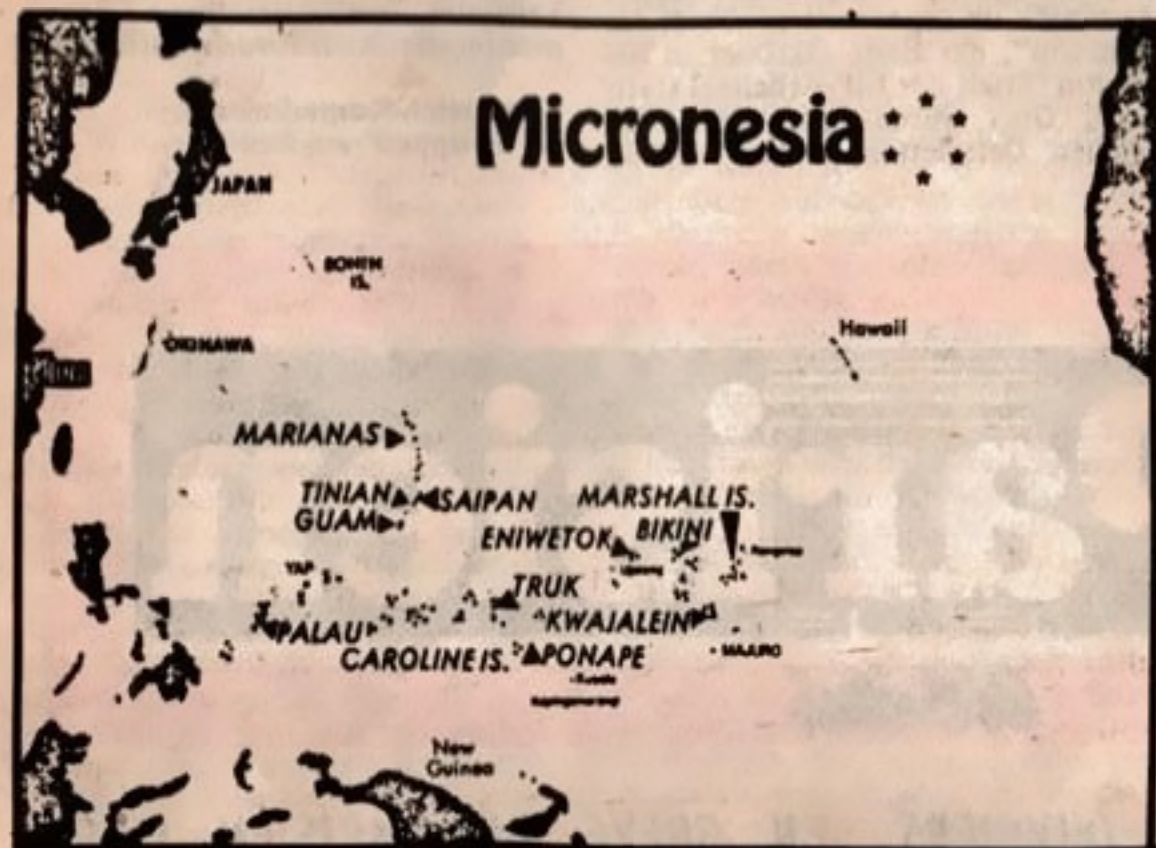 Micronesia
JAPAN
BONIN
IS.
OKINAWA
Hawaii
MARIANAS
TINIAN
SAIPAN
MARSHALL IS.
GUAM
ENIWETOK
BIKINI
YAP
TRUK
PALAU
KWAJALEIN
CAROLINE IS.
PONAPE
MAJURO
New
Guinea